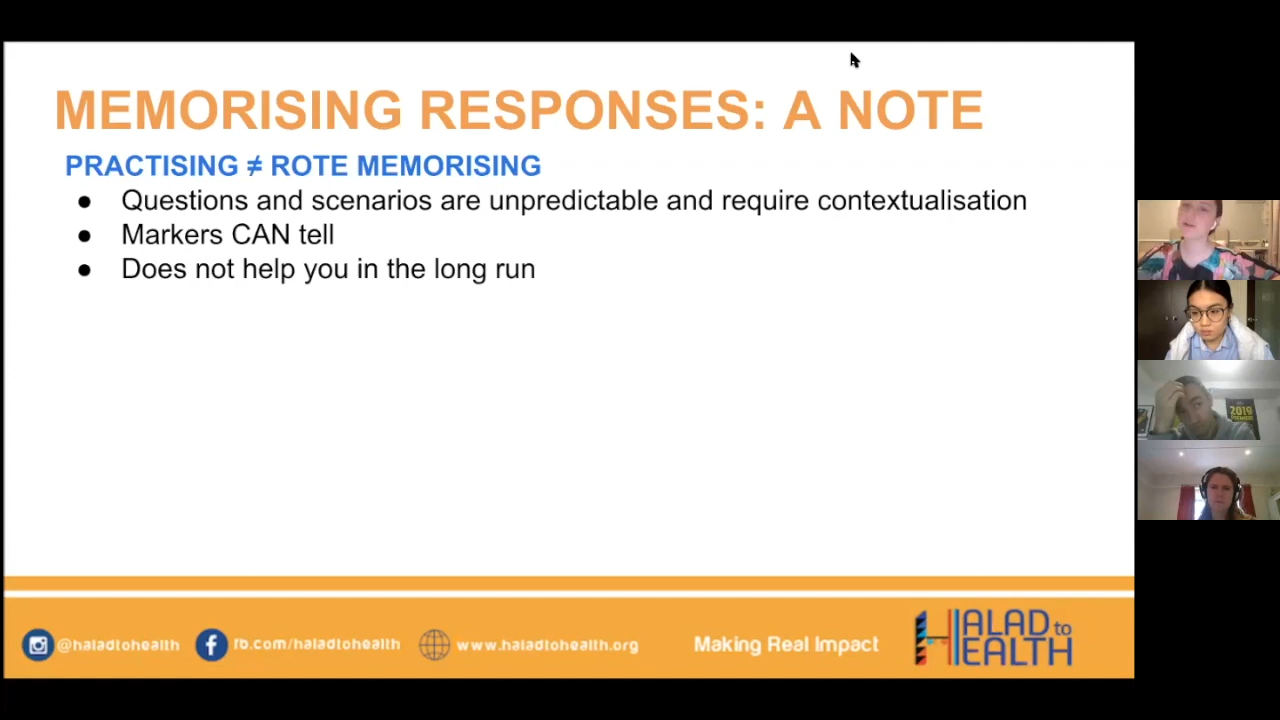 MEMORISING RESPONSES: A NOTE
PRACTISING ≠ ROTE MEMORISING
● Questions and scenarios are unpredictable and require contextualisation
● Markers CAN tell
● Does not help you in the long run
2019
@haladtohealth
fb.com/haladtohealth
www.haladtohealth.org
Making Real Impact
HALAD to
HEALTH